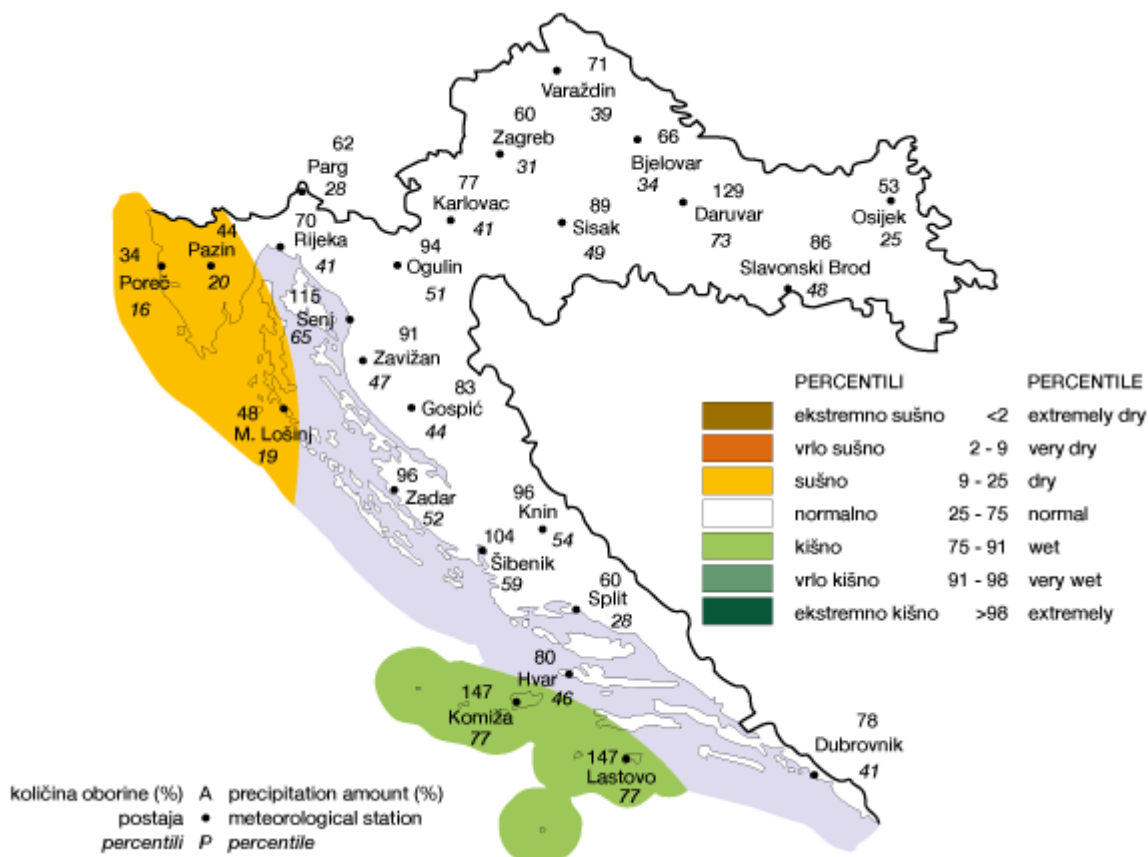 71
Varaždin
39
60
Zagreb
31
66
Bjelovar
34
62
Parg
28
77
Karlovac
41
129
Daruvar
73
53
Osijek
25
89
Sisak
49
44
Pazin
20
70
Rijeka
41
34
Poreč
16
94
Ogulin
51
86
Slavonski Brod
48
115
Senj
65
91
Zavižan
47
83
Gospić
44
48
M. Lošinj
19
96
Zadar
52
96
Knin
54
104
Šibenik
59
60
Split
28
80
Hvar
46
147
Komiža
77
147
Lastovo
77
78
Dubrovnik
41
PERCENTILI PERCENTILE
ekstremno sušno <2 extremely dry
vrlo sušno 2 - 9 very dry
sušno 9 - 25 dry
normalno 25 - 75 normal
kišno 75 - 91 wet
vrlo kišno 91 - 98 very wet
ekstremno kišno >98 extremely
količina oborine (%) A precipitation amount (%)
postaja meteorological station
percentili P percentile